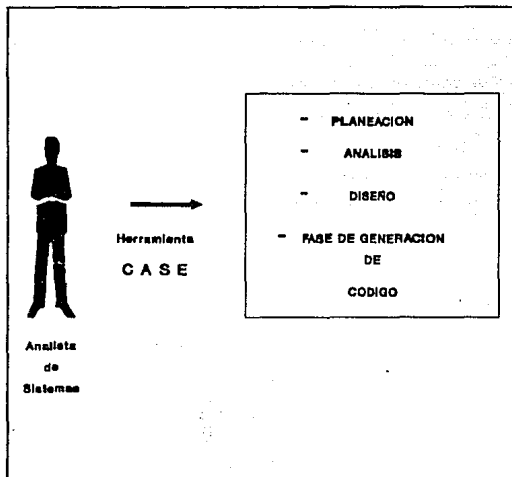 - PLANEACION
- ANALISIS
- DISEÑO
- FASE DE GENERACION
DE
CODIGO
Herramienta
CASE
Analista
de
Sistemas